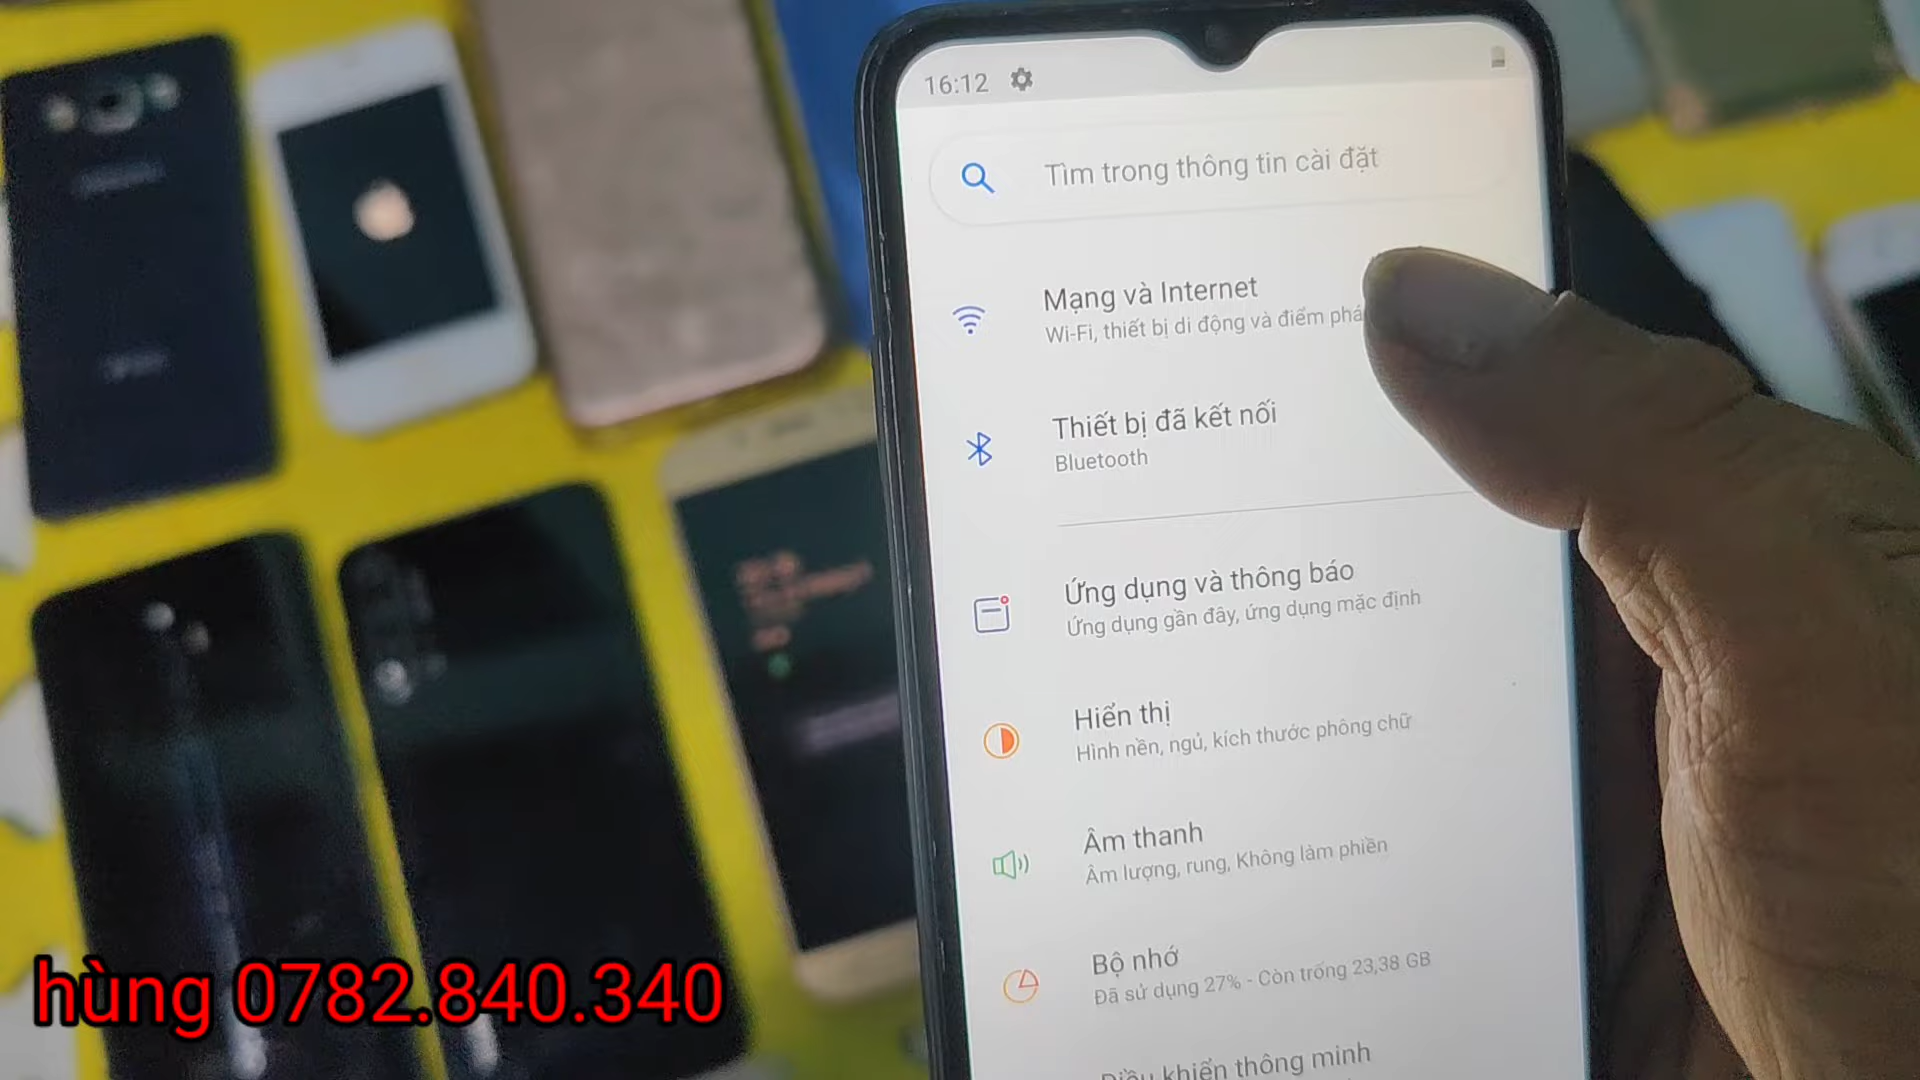 16:12
Tìm trong thông tin cài đặt
Mạng và Internet
Wi-Fi, thiết bị di động và điểm phá
Thiết bị đã kết nối
Bluetooth
Ứng dụng và thông báo
Ứng dụng gần đây, ứng dụng mặc định
Hiển thị
Hình nền, ngủ, kích thước phông chữ
Âm thanh
Âm lượng, rung, Không làm phiền
Bộ nhớ
Đã sử dụng 27% - Còn trống 23,38 GB
Điều khiển thông minh
hùng 0782.840.340